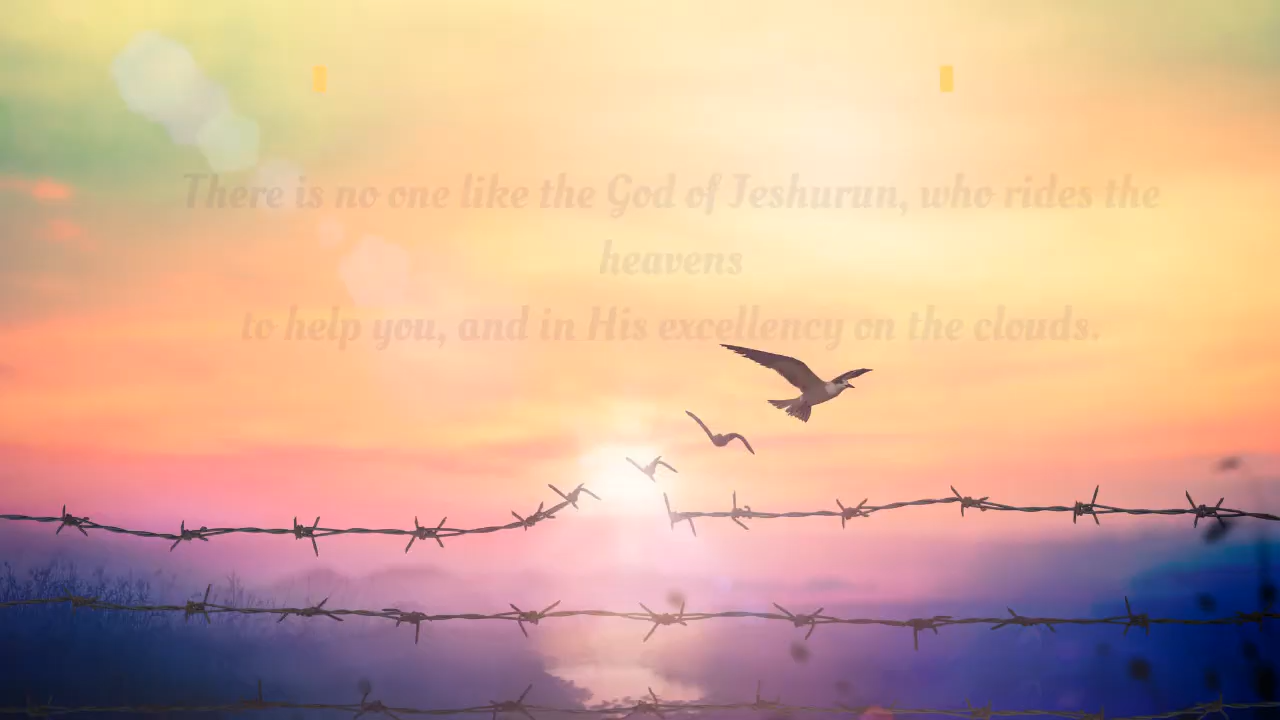 There is no one like the God of Jeshurun, who rides the
heavens
to help you, and in His excellency on the clouds.